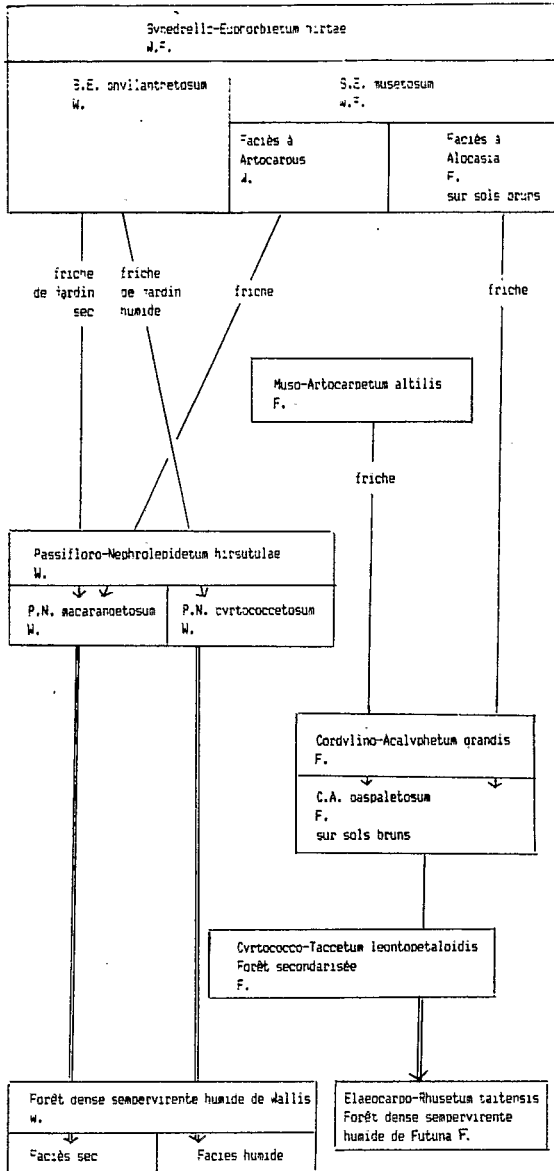 Synedrello-Euphorbietum hirtae
W.F.
S.E. phyllanthetosum
W.
S.E. musetosum
W.F.
Faciès à
Artocarpus
W.
Faciès à
Alocasia
F.
sur sols bruns
friche
de jardin
sec
friche
de jardin
humide
friche
friche
Muso-Artocarpetum altilis
F.
friche
Passifloro-Nephrolepidetum hirsutulae
W.
P.N. macarangetosum
W.
P.N. cyrtococcetosum
W.
Cordylino-Acalyphetum grandis
F.
C.A. paspaletosum
F.
sur sols bruns
Cyrtococco-Taccetum leontopetaloidis
Forêt secondarisée
F.
Forêt dense sempervirente humide de Wallis
W.
Faciès sec
Facies humide
Elaeocarpo-Rhusetum taitensis
Forêt dense sempervirente
humide de Futuna F.